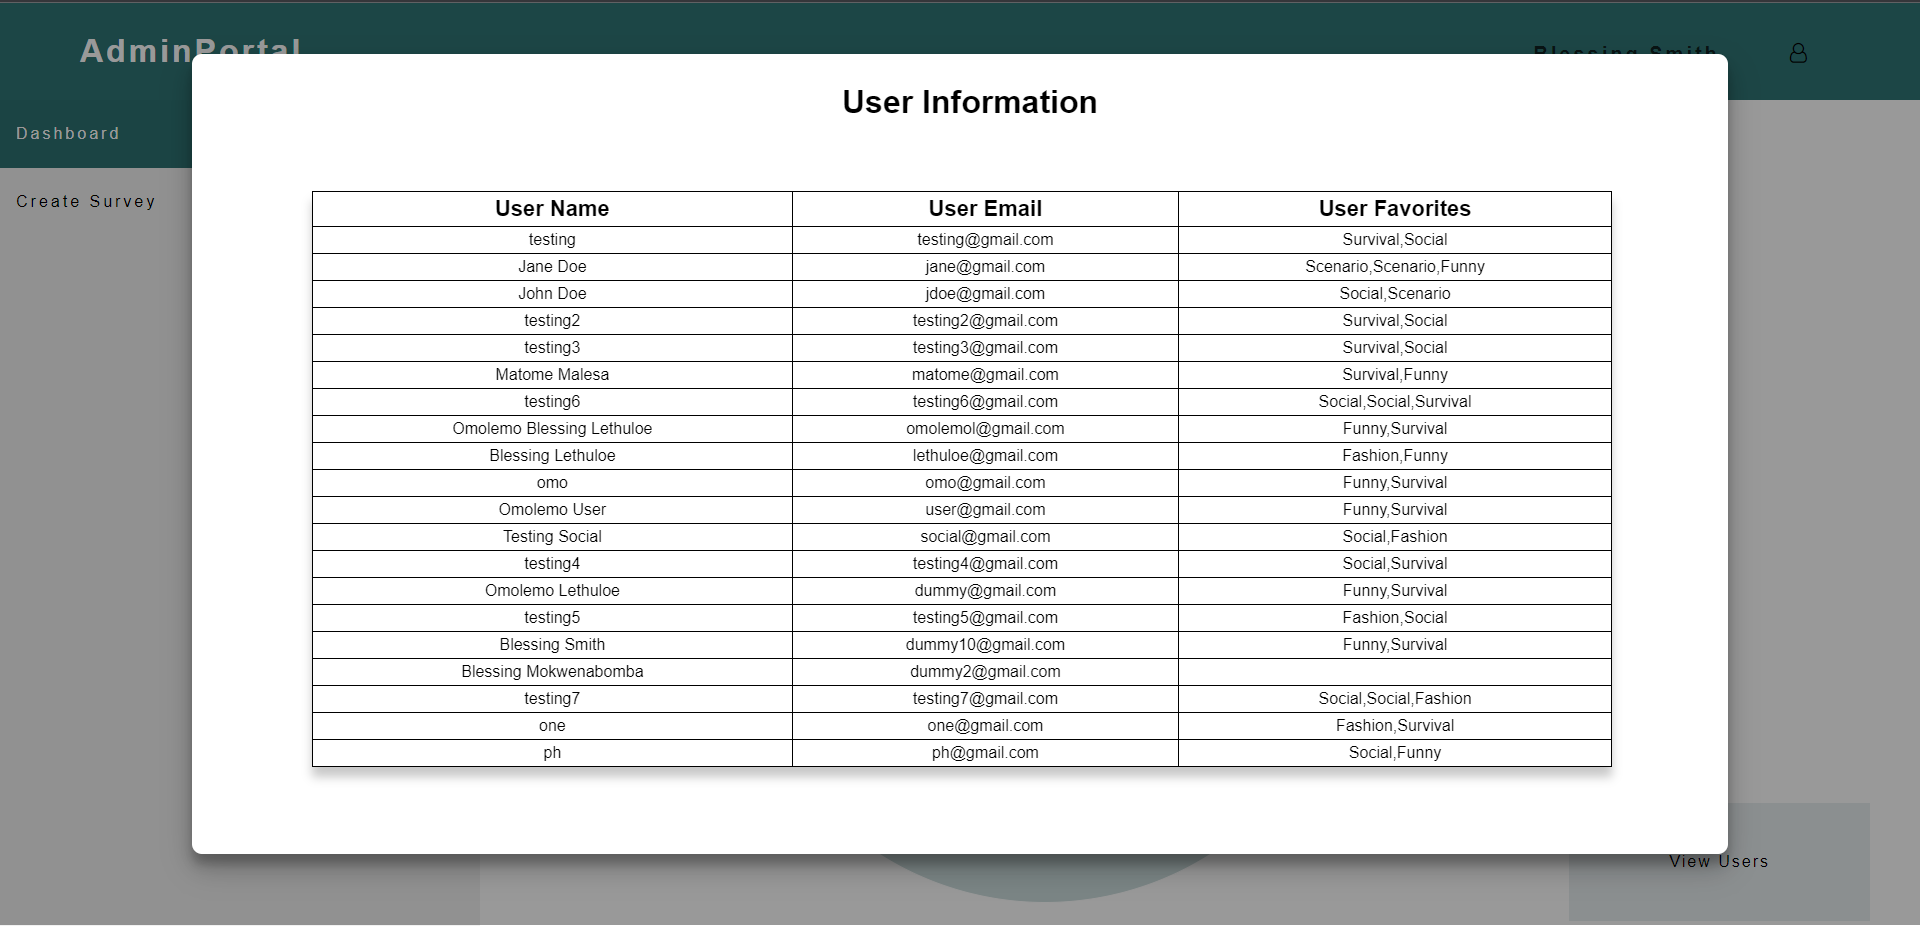 AdminPortal
Blessing Smith
Dashboard
Create Survey
User Information
User Name User Email User Favorites
testing testing@gmail.com Survival,Social
Jane Doe jane@gmail.com Scenario,Scenario,Funny
John Doe jdoe@gmail.com Social,Scenario
testing2 testing2@gmail.com Survival,Social
testing3 testing3@gmail.com Survival,Social
Matome Malesa matome@gmail.com Survival,Funny
testing6 testing6@gmail.com Social,Social,Survival
Omolemo Blessing Lethuloe omolemol@gmail.com Funny,Survival
Blessing Lethuloe lethuloe@gmail.com Fashion,Funny
omo omo@gmail.com Funny,Survival
Omolemo User user@gmail.com Funny,Survival
Testing Social social@gmail.com Social,Fashion
testing4 testing4@gmail.com Social,Survival
Omolemo Lethuloe dummy@gmail.com Funny,Survival
testing5 testing5@gmail.com Fashion,Social
Blessing Smith dummy10@gmail.com Funny,Survival
Blessing Mokwenabomba dummy2@gmail.com
testing7 testing7@gmail.com Social,Social,Fashion
one one@gmail.com Fashion,Survival
ph ph@gmail.com Social,Funny
View Users